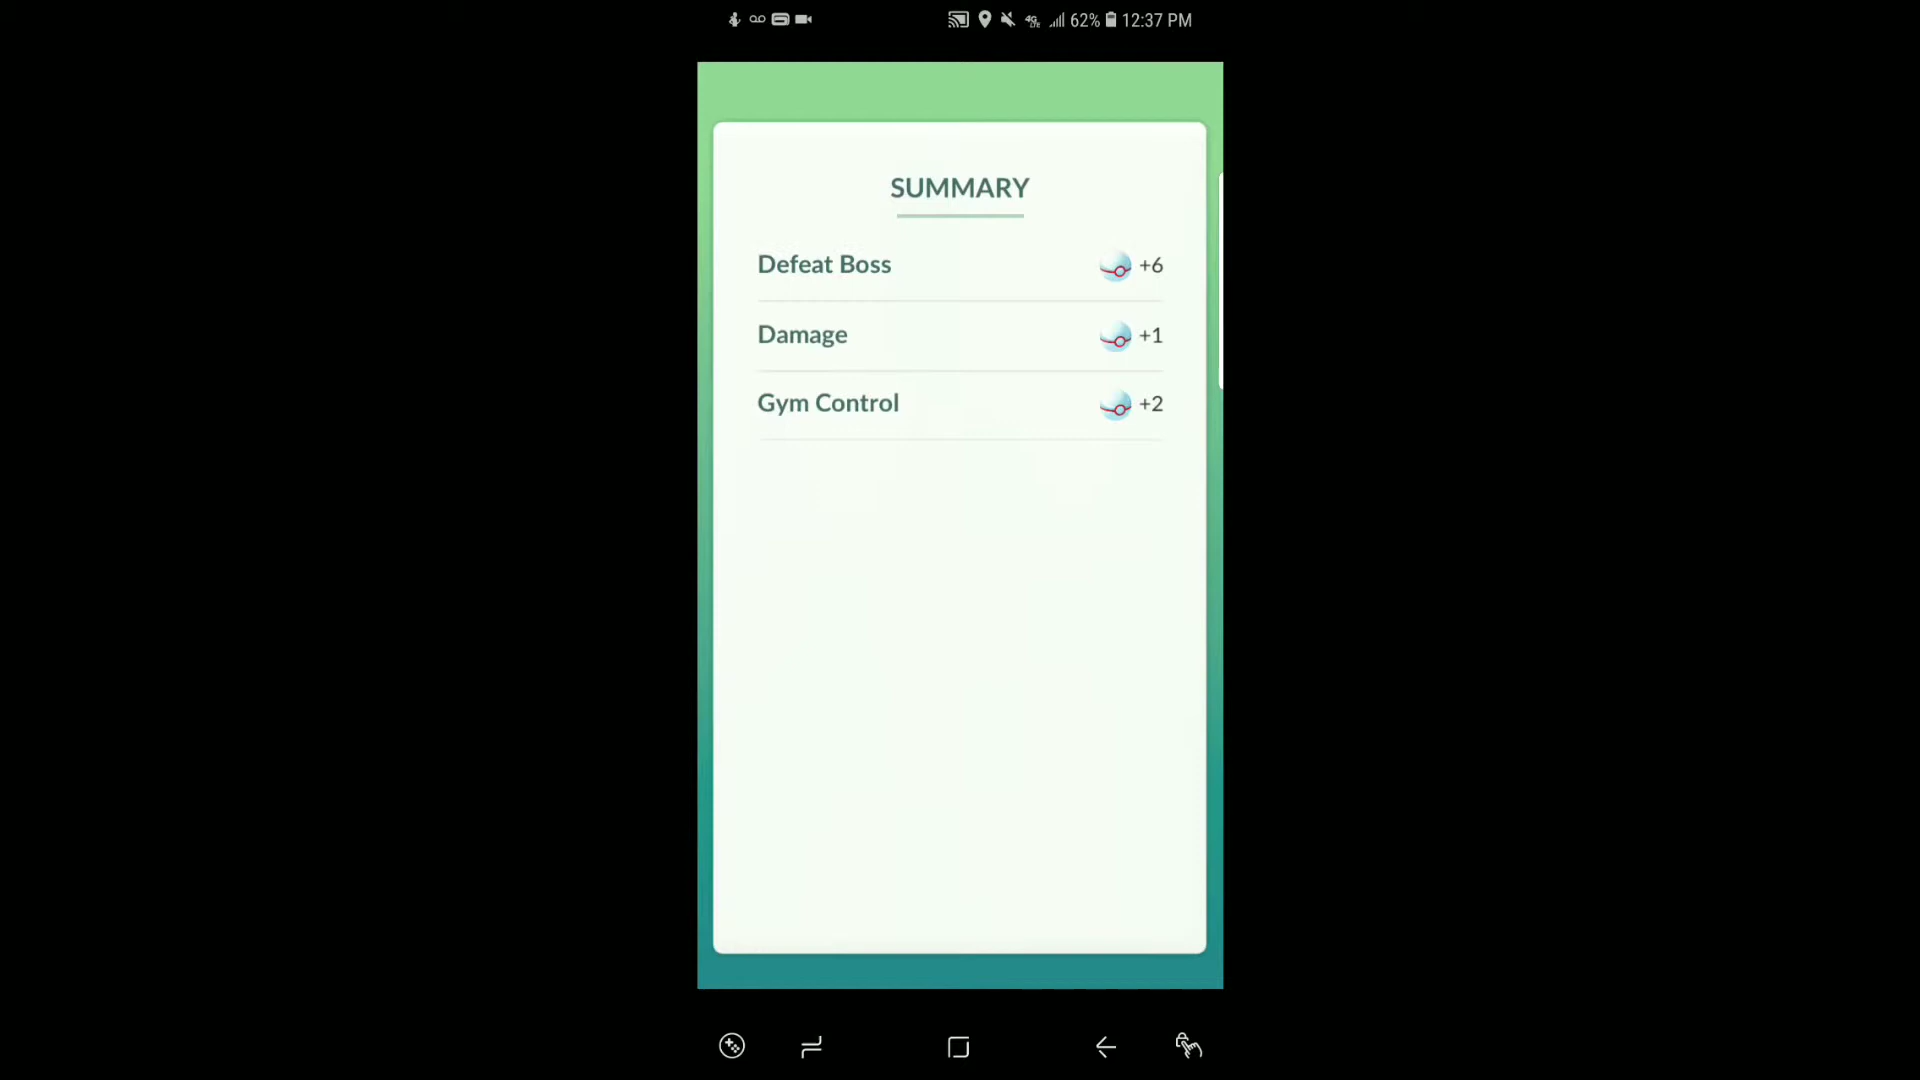 62% 12:37 PM
SUMMARY
Defeat Boss +6
Damage +1
Gym Control +2